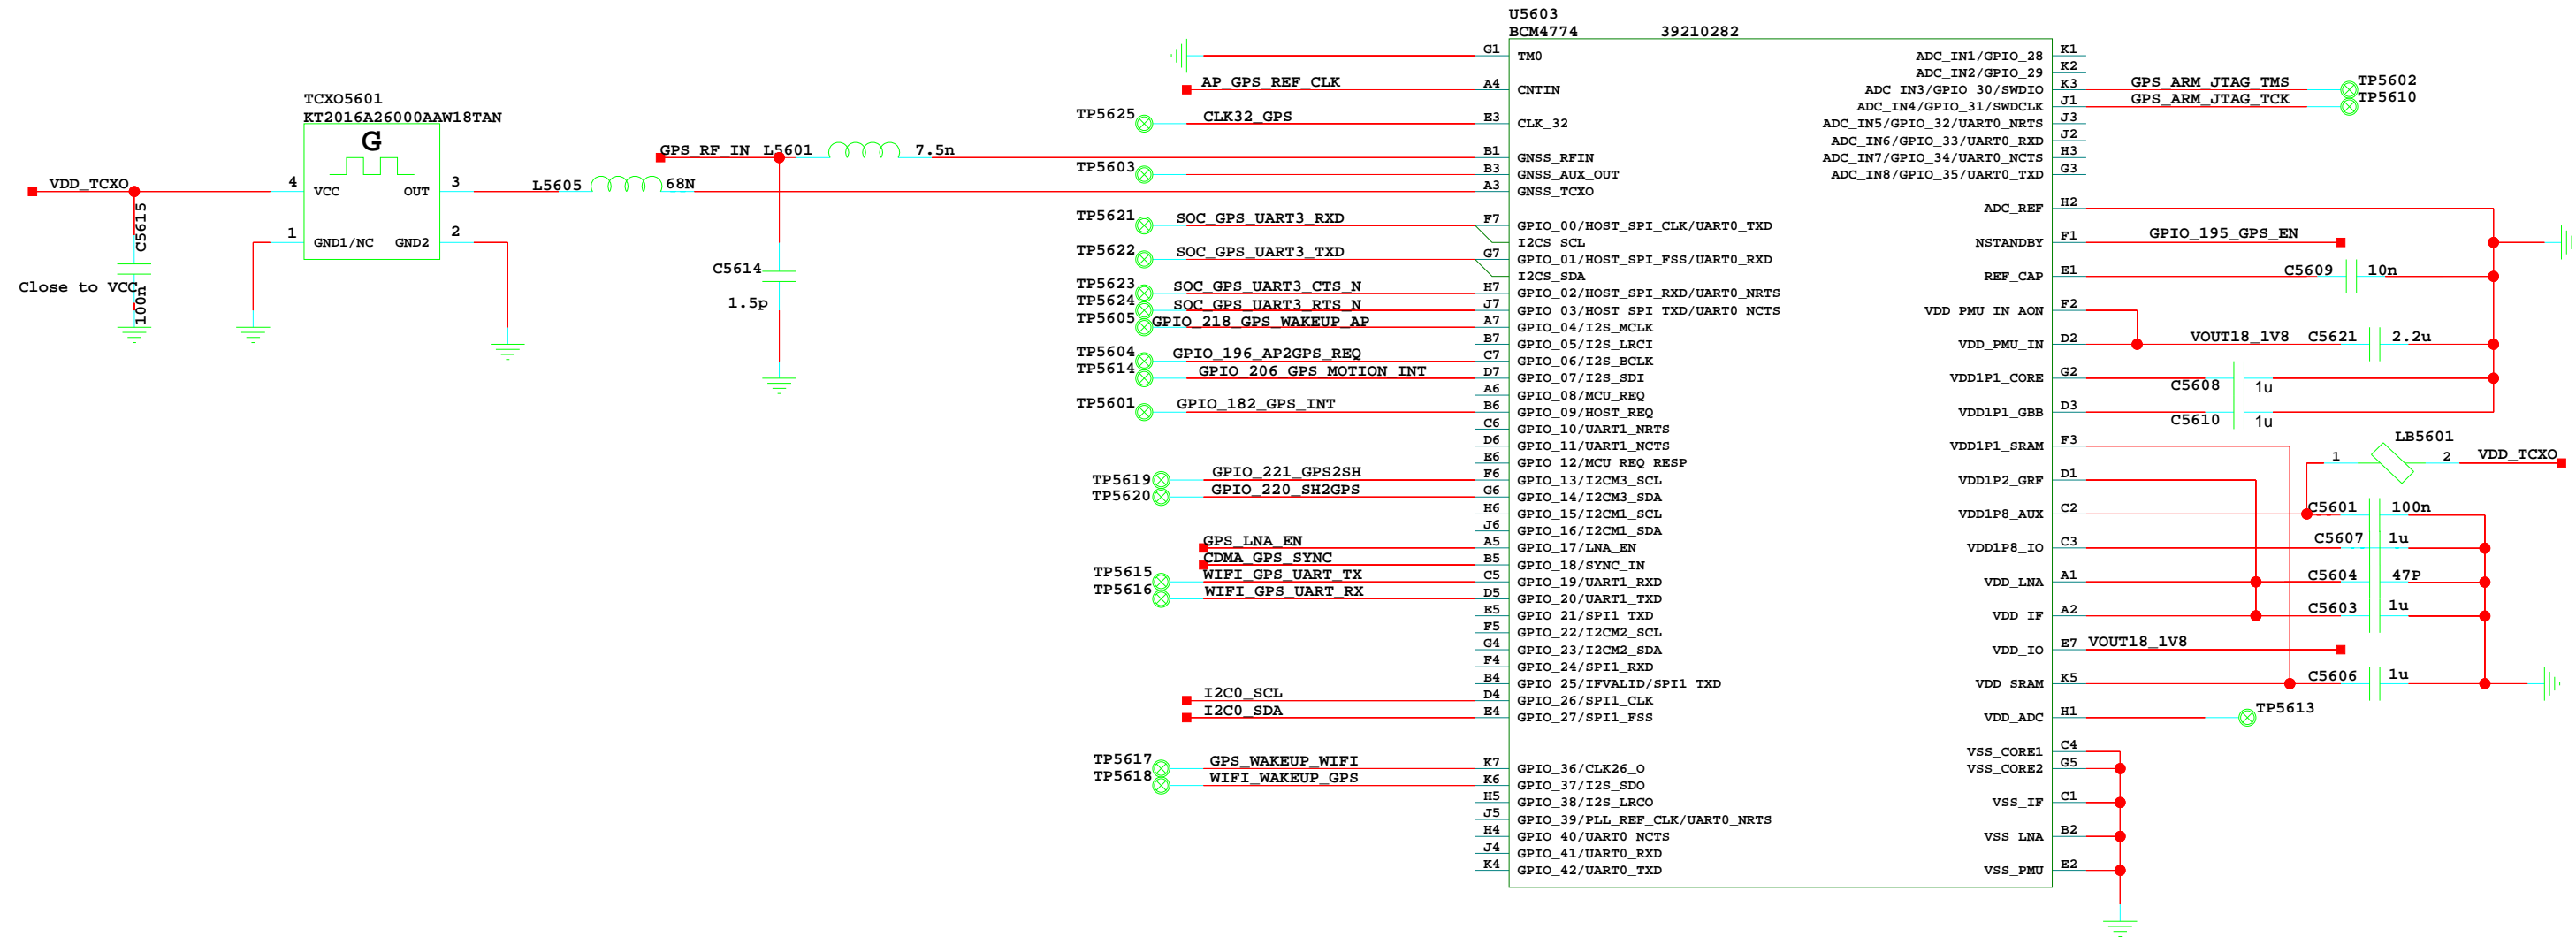 TCXO5601
KT2016A26000AAW18TAN
G
VDD_TCXO
4
VCC
OUT
3
1
GND1/NC
GND2
2
C5615
100n
Close to VCC
L5605
68N
GPS_RF_IN
L5601
7.5n
C5614
1.5p
U5603
BCM4774
39210282
G1 TM0
AP_GPS_REF_CLK A4 CNTIN
TP5625 CLK32_GPS E3 CLK_32
B1 GNSS_RFIN
TP5603 B3 GNSS_AUX_OUT
A3 GNSS_TCXO
TP5621 SOC_GPS_UART3_RXD F7 GPIO_00/HOST_SPI_CLK/UART0_TXD
I2CS_SCL
TP5622 SOC_GPS_UART3_TXD G7 GPIO_01/HOST_SPI_FSS/UART0_RXD
I2CS_SDA
TP5623 SOC_GPS_UART3_CTS_N H7 GPIO_02/HOST_SPI_RXD/UART0_NRTS
TP5624 SOC_GPS_UART3_RTS_N J7 GPIO_03/HOST_SPI_TXD/UART0_NCTS
TP5605 GPIO_218_GPS_WAKEUP_AP A7 GPIO_04/I2S_MCLK
B7 GPIO_05/I2S_LRCI
TP5604 GPIO_196_AP2GPS_REQ C7 GPIO_06/I2S_BCLK
TP5614 GPIO_206_GPS_MOTION_INT D7 GPIO_07/I2S_SDI
A6 GPIO_08/MCU_REQ
TP5601 GPIO_182_GPS_INT B6 GPIO_09/HOST_REQ
C6 GPIO_10/UART1_NRTS
D6 GPIO_11/UART1_NCTS
E6 GPIO_12/MCU_REQ_RESP
TP5619 GPIO_221_GPS2SH F6 GPIO_13/I2CM3_SCL
TP5620 GPIO_220_SH2GPS G6 GPIO_14/I2CM3_SDA
H6 GPIO_15/I2CM1_SCL
J6 GPIO_16/I2CM1_SDA
GPS_LNA_EN A5 GPIO_17/LNA_EN
CDMA_GPS_SYNC B5 GPIO_18/SYNC_IN
TP5615 WIFI_GPS_UART_TX C5 GPIO_19/UART1_RXD
TP5616 WIFI_GPS_UART_RX D5 GPIO_20/UART1_TXD
E5 GPIO_21/SPI1_TXD
F5 GPIO_22/I2CM2_SCL
G4 GPIO_23/I2CM2_SDA
F4 GPIO_24/SPI1_RXD
B4 GPIO_25/IFVALID/SPI1_TXD
I2C0_SCL D4 GPIO_26/SPI1_CLK
I2C0_SDA E4 GPIO_27/SPI1_FSS
TP5617 GPS_WAKEUP_WIFI K7 GPIO_36/CLK26_O
TP5618 WIFI_WAKEUP_GPS K6 GPIO_37/I2S_SDO
H5 GPIO_38/I2S_LRCO
J5 GPIO_39/PLL_REF_CLK/UART0_NRTS
H4 GPIO_40/UART0_NCTS
J4 GPIO_41/UART0_RXD
K4 GPIO_42/UART0_TXD
ADC_IN1/GPIO_28 K1
ADC_IN2/GPIO_29 K2
ADC_IN3/GPIO_30/SWDIO K3 GPS_ARM_JTAG_TMS TP5602
ADC_IN4/GPIO_31/SWDCLK J1 GPS_ARM_JTAG_TCK TP5610
ADC_IN5/GPIO_32/UART0_NRTS J3
ADC_IN6/GPIO_33/UART0_RXD J2
ADC_IN7/GPIO_34/UART0_NCTS H3
ADC_IN8/GPIO_35/UART0_TXD G3
ADC_REF H2
NSTANDBY F1 GPIO_195_GPS_EN
REF_CAP E1 C5609 10n
VDD_PMU_IN_AON F2
VDD_PMU_IN D2 VOUT18_1V8 C5621 2.2u
VDD1P1_CORE G2 C5608 1u
VDD1P1_GBB D3 C5610 1u
VDD1P1_SRAM F3
LB5601
1 2 VDD_TCXO
VDD1P2_GRF D1
VDD1P8_AUX C2 C5601 100n
VDD1P8_IO C3 C5607 1u
VDD_LNA A1 C5604 47P
VDD_IF A2 C5603 1u
VDD_IO E7 VOUT18_1V8
VDD_SRAM K5 C5606 1u
VDD_ADC H1 TP5613
VSS_CORE1 C4
VSS_CORE2 G5
VSS_IF C1
VSS_LNA B2
VSS_PMU E2